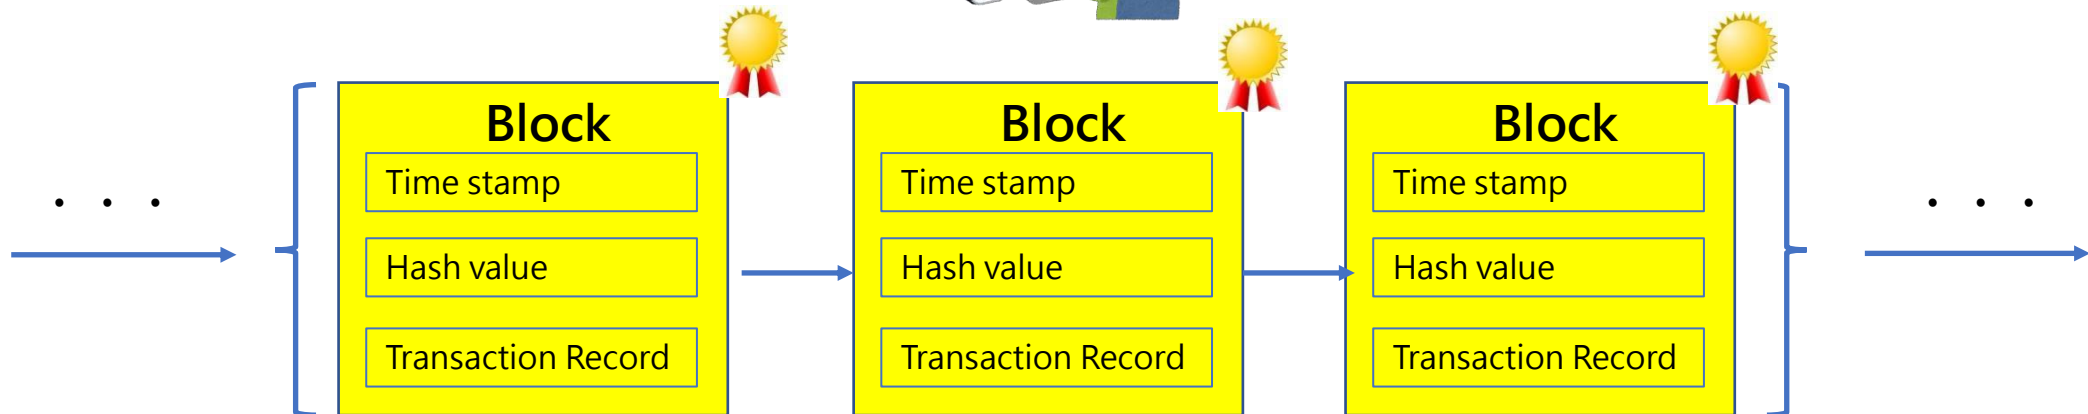 Block
Time stamp
Hash value
Transaction Record
Block
Time stamp
Hash value
Transaction Record
Block
Time stamp
Hash value
Transaction Record
. . .
. . .